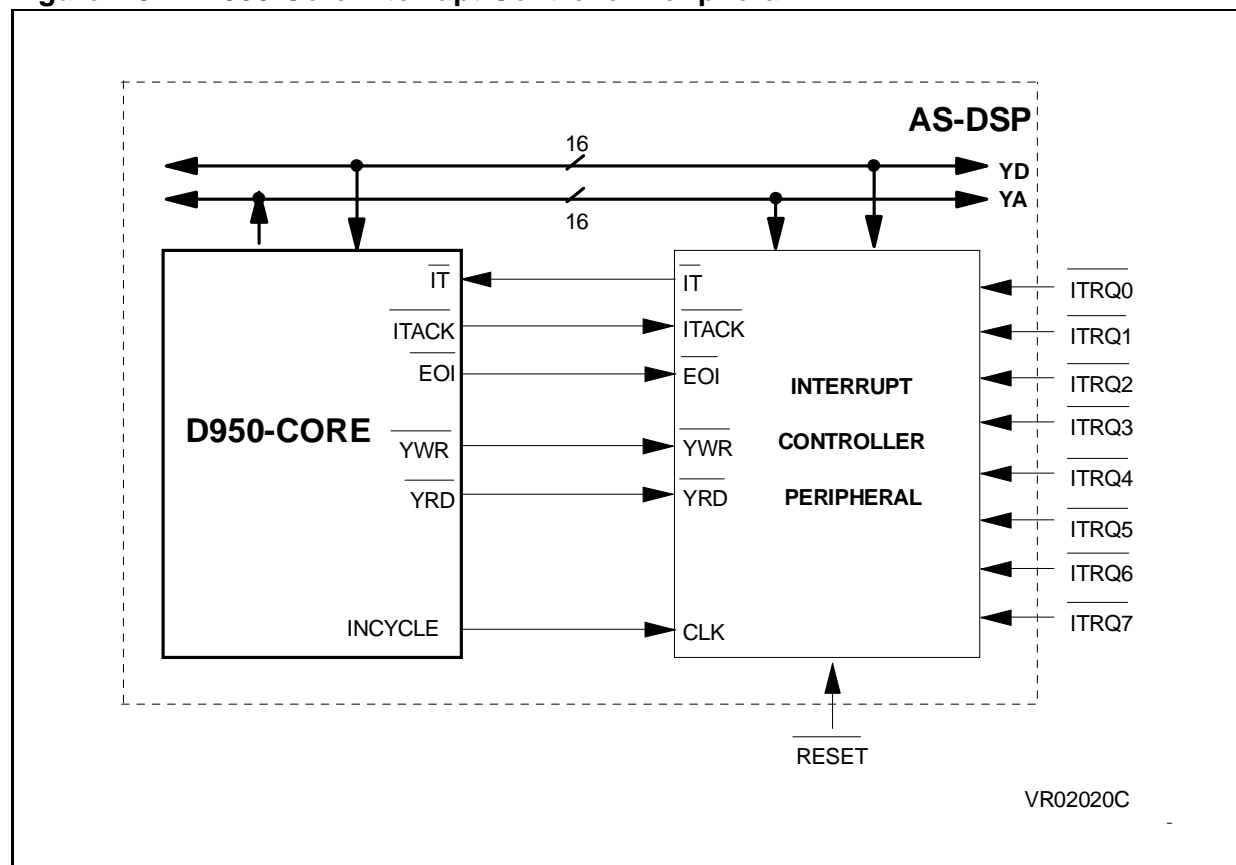 AS-DSP
16
YD
YA
16
IT
IT
ITRQ0
ITACK
ITACK
ITRQ1
EOI
EOI
ITRQ2
INTERRUPT
D950-CORE
ITRQ3
YWR
YWR
CONTROLLER
ITRQ4
YRD
YRD
PERIPHERAL
ITRQ5
ITRQ6
INCYCLE
CLK
ITRQ7
RESET
VR02020C